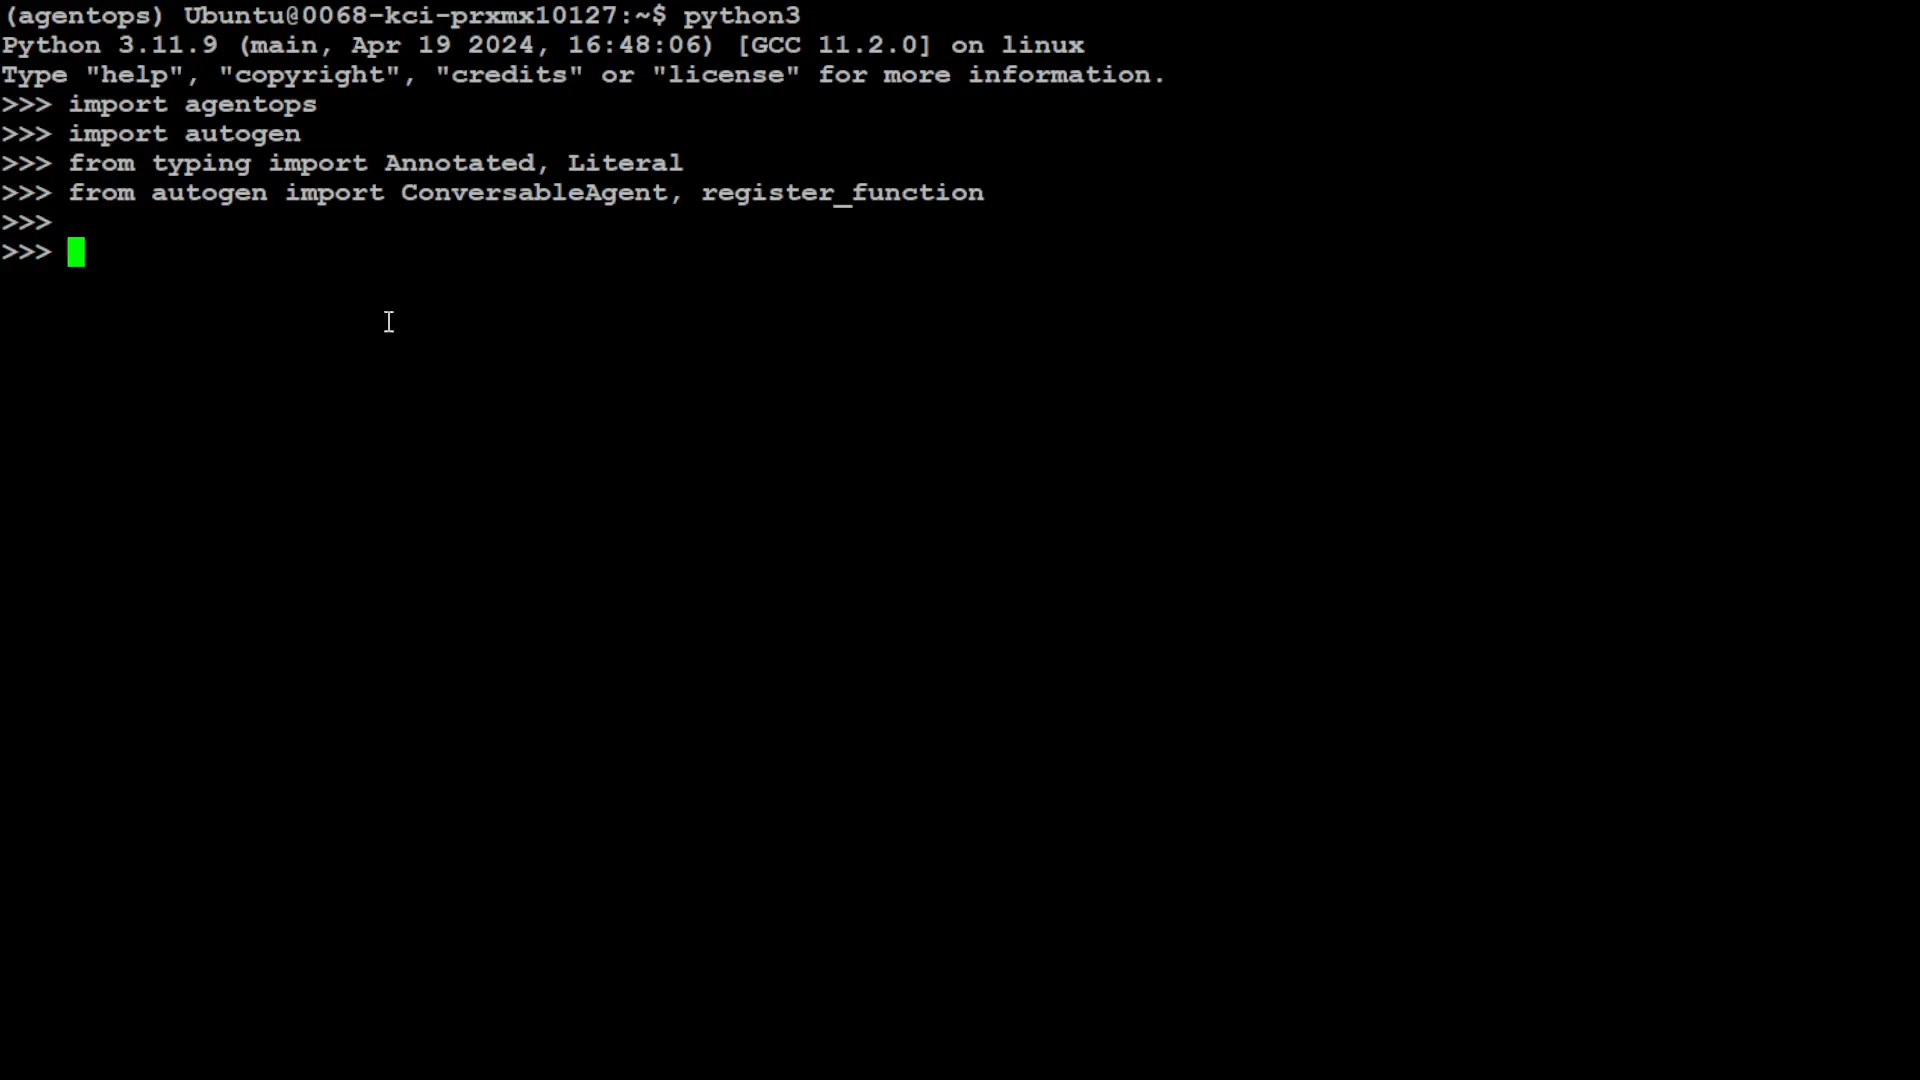 (agentops) Ubuntu@0068-kci-prxmx10127:~$ python3
Python 3.11.9 (main, Apr 19 2024, 16:48:06) [GCC 11.2.0] on linux
Type "help", "copyright", "credits" or "license" for more information.
>>> import agentops
>>> import autogen
>>> from typing import Annotated, Literal
>>> from autogen import ConversableAgent, register_function
>>>
>>>